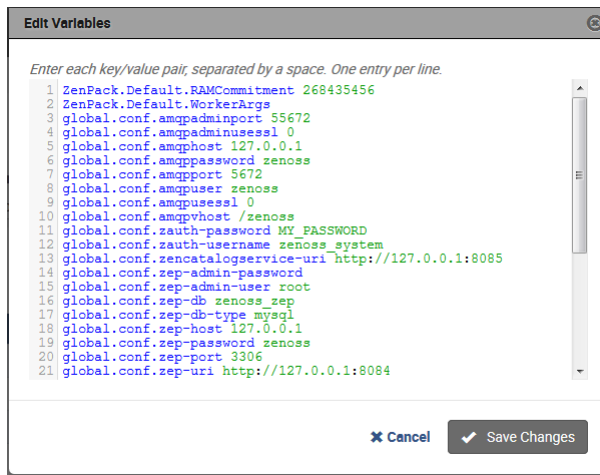 Edit Variables
Enter each key/value pair, separated by a space. One entry per line.
1 ZenPack.Default.RAMCommitment 268435456
2 ZenPack.Default.WorkerArgs
3 global.conf.amqpadminport 55672
4 global.conf.amqpadminusessl 0
5 global.conf.amqphost 127.0.0.1
6 global.conf.amqppassword zenoss
7 global.conf.amqpport 5672
8 global.conf.amqpuser zenoss
9 global.conf.amqpusessl 0
10 global.conf.amqpvhost /zenoss
11 global.conf.zauth-password MY_PASSWORD
12 global.conf.zauth-username zenoss_system
13 global.conf.zencatalogservice-uri http://127.0.0.1:8085
14 global.conf.zep-admin-password
15 global.conf.zep-admin-user root
16 global.conf.zep-db zenoss_zep
17 global.conf.zep-db-type mysql
18 global.conf.zep-host 127.0.0.1
19 global.conf.zep-password zenoss
20 global.conf.zep-port 3306
21 global.conf.zep-uri http://127.0.0.1:8084
Cancel
Save Changes